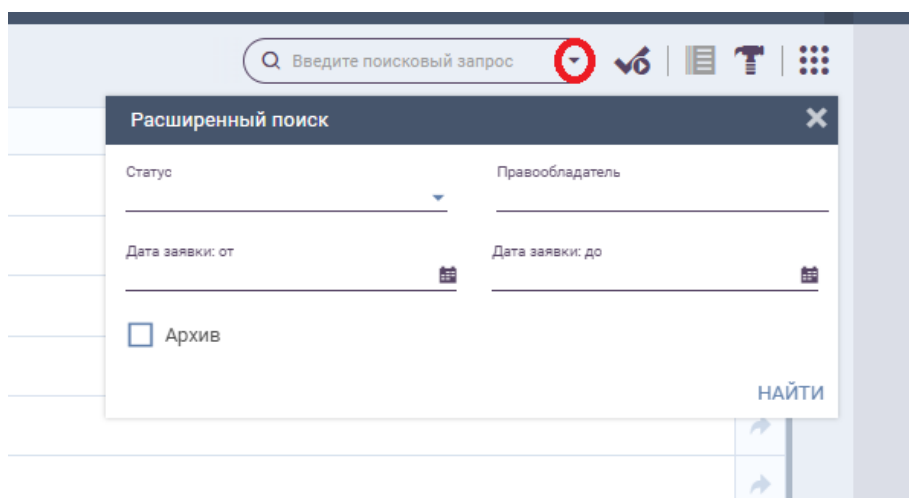 Введите поисковый запрос
Расширенный поиск
Статус
Правообладатель
Дата заявки: от
Дата заявки: до
Архив
НАЙТИ